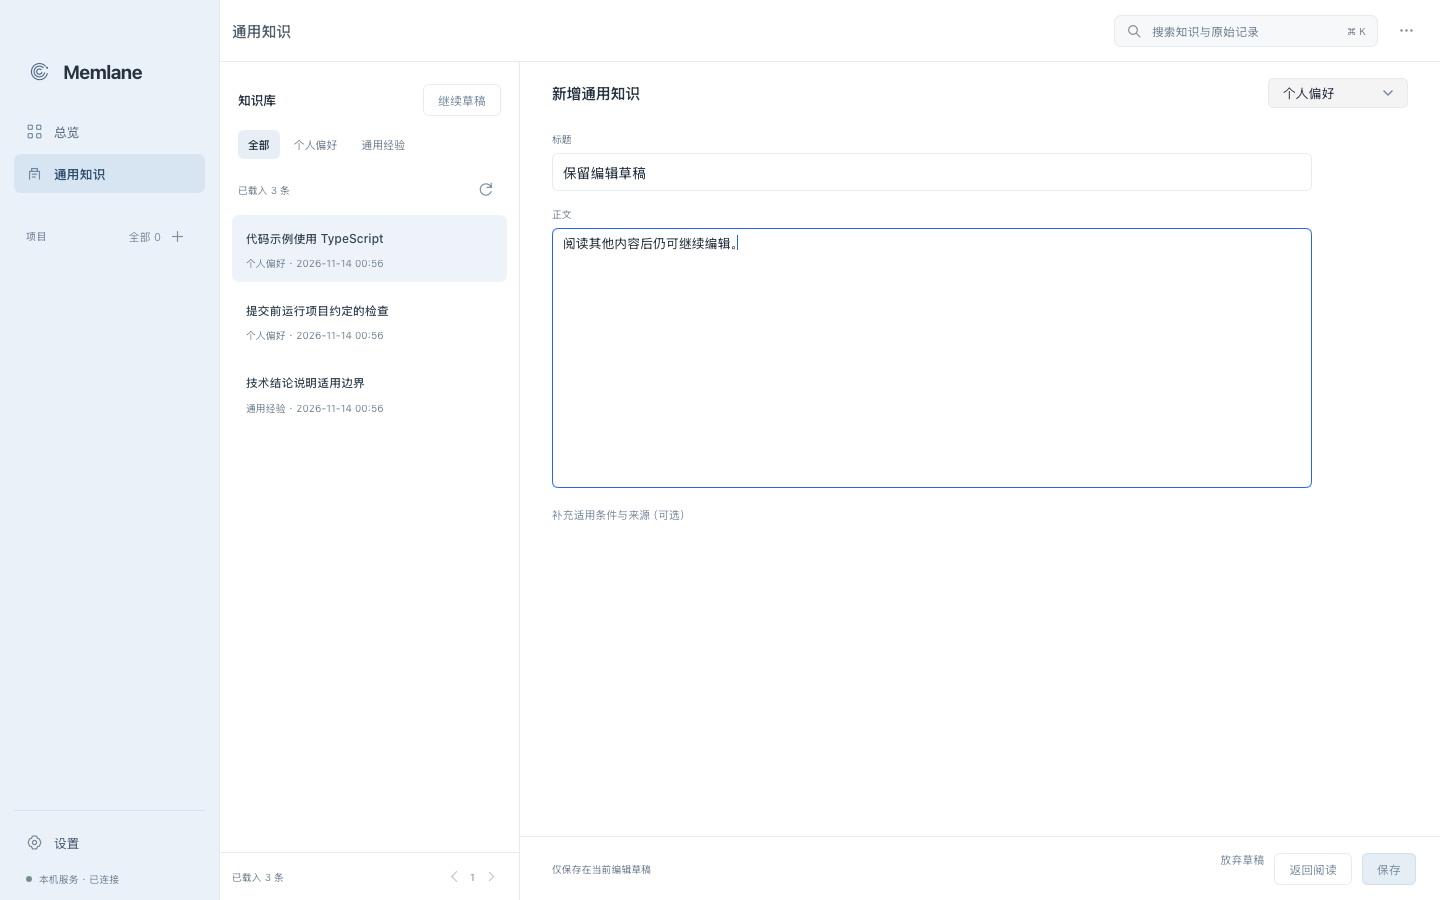 Memlane
总览
通用知识
项目
全部 0
设置
本机服务 · 已连接
通用知识
搜索知识与原始记录
⌘ K
知识库
继续草稿
全部
个人偏好
通用经验
已载入 3 条
代码示例使用 TypeScript
个人偏好 · 2026-11-14 00:56
提交前运行项目约定的检查
个人偏好 · 2026-11-14 00:56
技术结论说明适用边界
通用经验 · 2026-11-14 00:56
已载入 3 条
1
新增通用知识
个人偏好
标题
保留编辑草稿
正文
阅读其他内容后仍可继续编辑。
补充适用条件与来源 (可选)
仅保存在当前编辑草稿
放弃草稿
返回阅读
保存